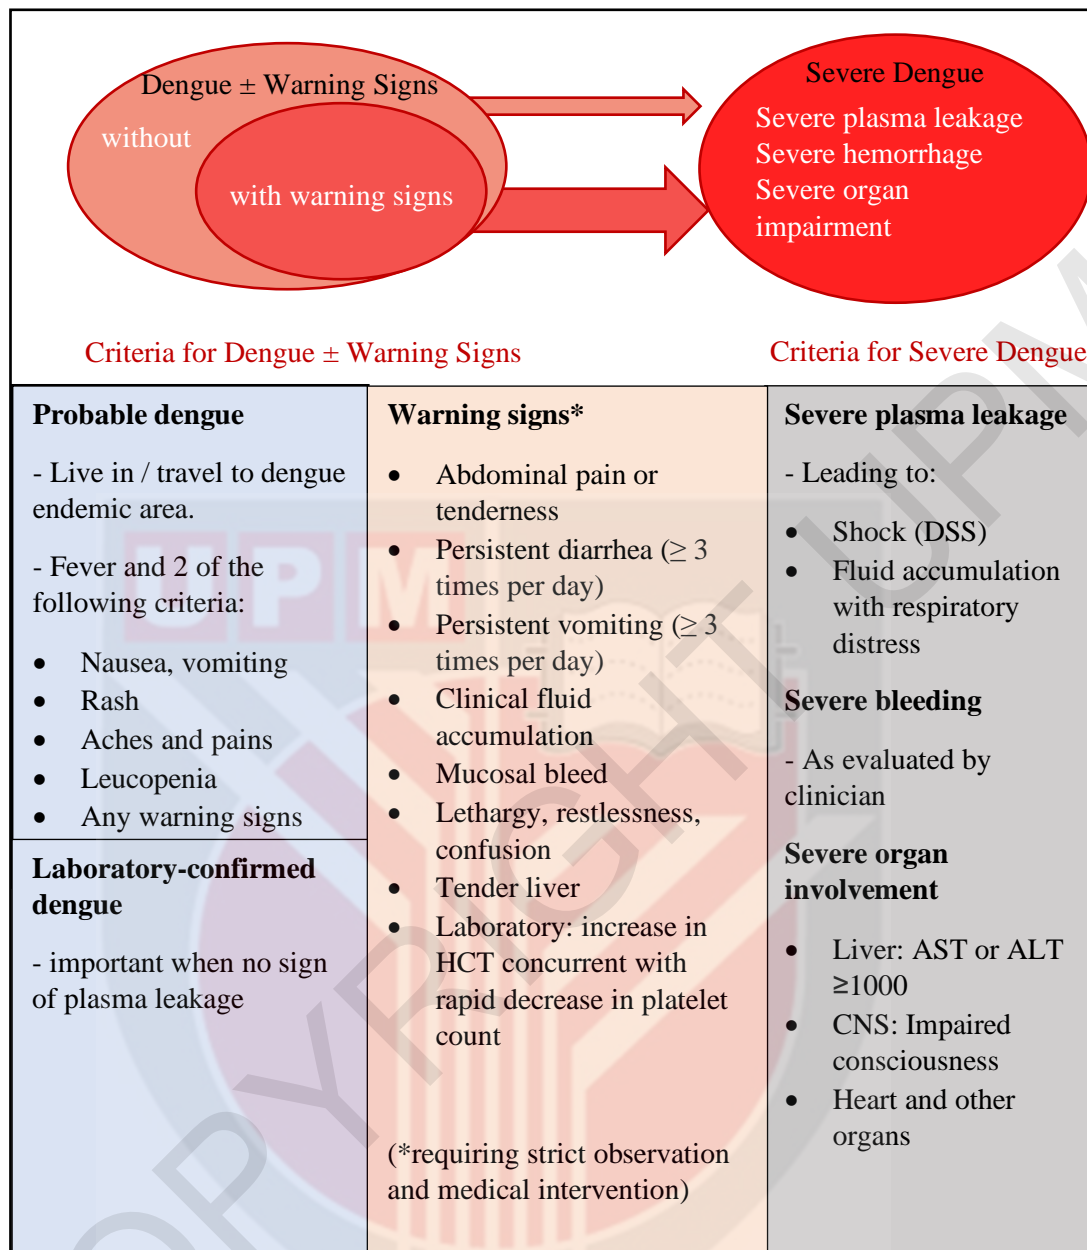 Dengue ± Warning Signs
without
with warning signs
Severe Dengue
Severe plasma leakage
Severe hemorrhage
Severe organ
impairment
Criteria for Dengue ± Warning Signs
Criteria for Severe Dengue
Probable dengue
- Live in / travel to dengue
endemic area.
- Fever and 2 of the
following criteria:
• Nausea, vomiting
• Rash
• Aches and pains
• Leucopenia
• Any warning signs
Laboratory-confirmed
dengue
- important when no sign
of plasma leakage
Warning signs*
• Abdominal pain or
tenderness
• Persistent diarrhea (≥ 3
times per day)
• Persistent vomiting (≥ 3
times per day)
• Clinical fluid
accumulation
• Mucosal bleed
• Lethargy, restlessness,
confusion
• Tender liver
• Laboratory: increase in
HCT concurrent with
rapid decrease in platelet
count
(*requiring strict observation
and medical intervention)
Severe plasma leakage
- Leading to:
• Shock (DSS)
• Fluid accumulation
with respiratory
distress
Severe bleeding
- As evaluated by
clinician
Severe organ
involvement
• Liver: AST or ALT
≥1000
• CNS: Impaired
consciousness
• Heart and other
organs
UPM
OPYRIGHT UPM